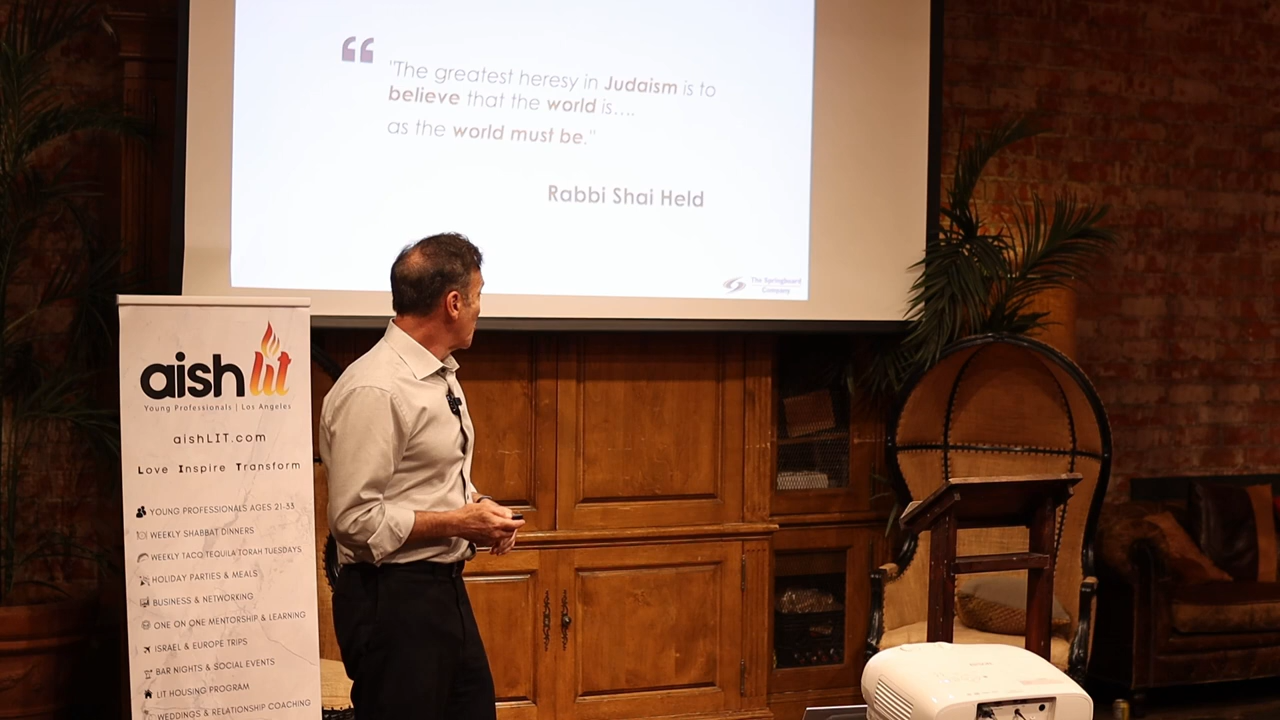 "The greatest heresy in Judaism is to
believe that the world is....
as the world must be."
Rabbi Shai Held
The Springboard
Company
aish lit
Young Professionals | Los Angeles
aishLIT.com
Love Inspire Transform
YOUNG PROFESSIONALS AGES 21-33
WEEKLY SHABBAT DINNERS
WEEKLY TACO TEQUILA TORAH TUESDAYS
HOLIDAY PARTIES & MEALS
BUSINESS & NETWORKING
ONE ON ONE MENTORSHIP & LEARNING
ISRAEL & EUROPE TRIPS
BAR NIGHTS & SOCIAL EVENTS
LIT HOUSING PROGRAM
WEDDINGS & RELATIONSHIP COACHING